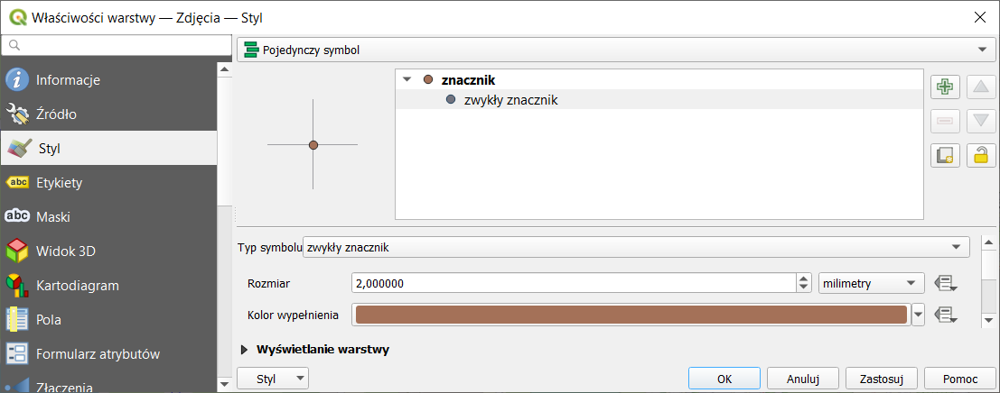 Właściwości warstwy — Zdjęcia — Styl
Pojedynczy symbol
Informacje
Źródło
Styl
abc Etykiety
abc Maski
Widok 3D
Kartodiagram
Pola
Formularz atrybutów
Złączenia
znacznik
zwykły znacznik
Typ symbolu zwykły znacznik
Rozmiar 2,000000 milimetry
Kolor wypełnienia
Wyświetlanie warstwy
Styl OK Anuluj Zastosuj Pomoc